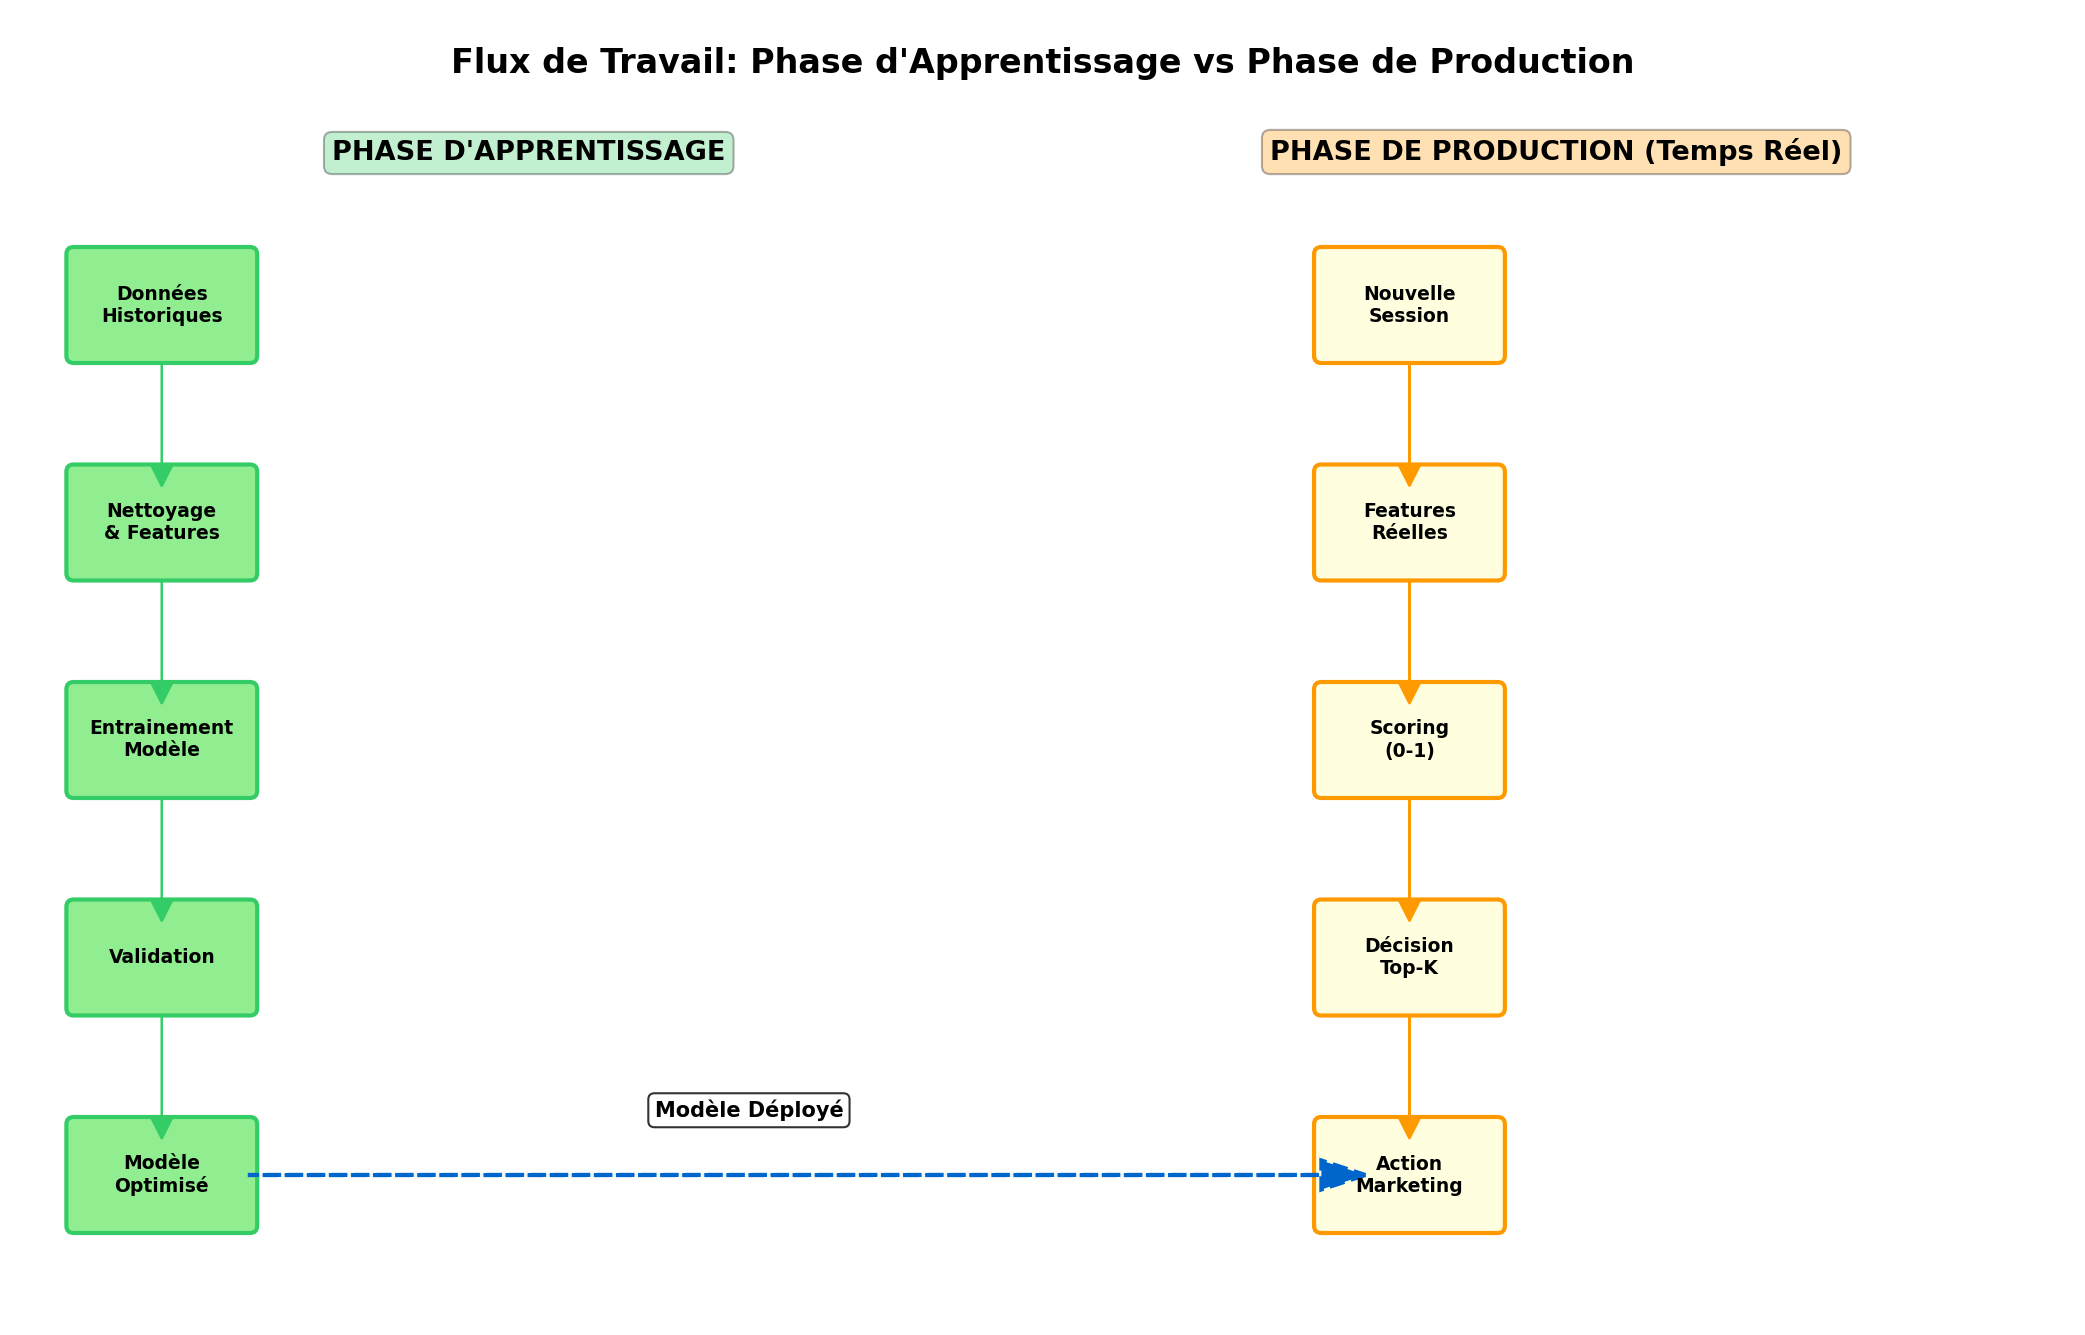 Flux de Travail: Phase d'Apprentissage vs Phase de Production
PHASE D'APPRENTISSAGE
PHASE DE PRODUCTION (Temps Réel)
Données
Historiques
Nettoyage
& Features
Entrainement
Modèle
Validation
Modèle
Optimisé
Modèle Déployé
Nouvelle
Session
Features
Réelles
Scoring
(0-1)
Décision
Top-K
Action
Marketing